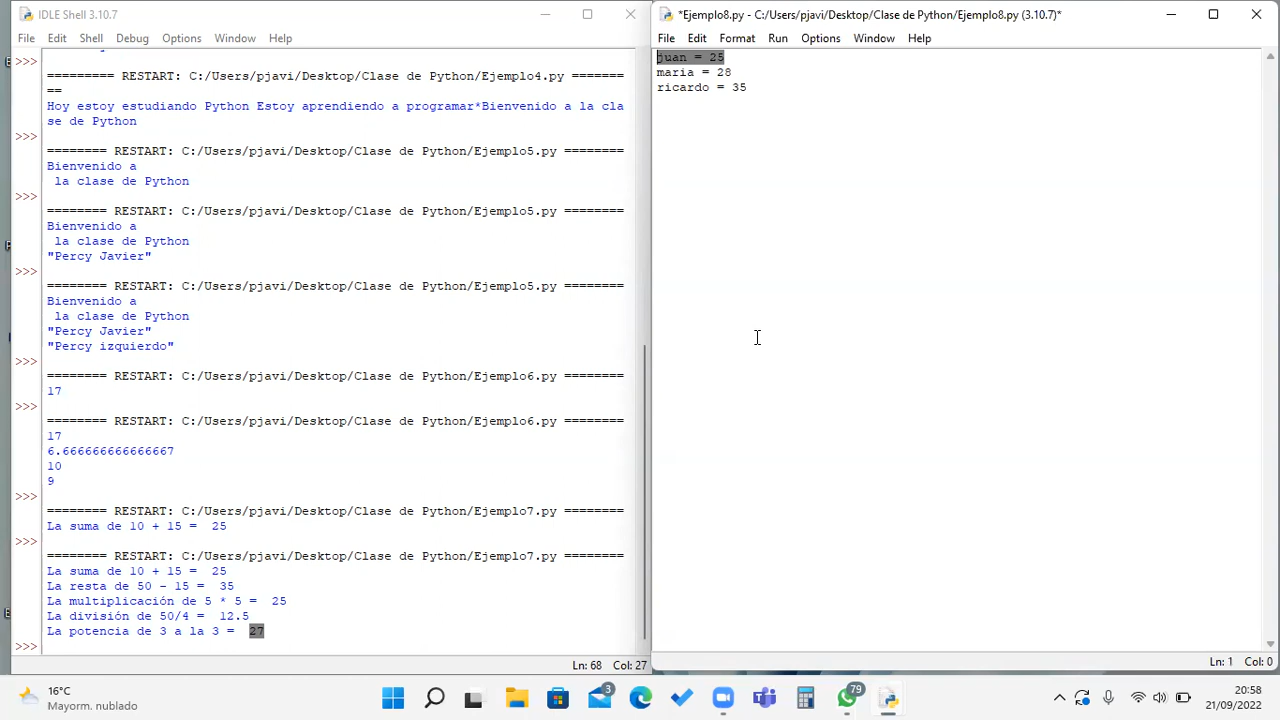 IDLE Shell 3.10.7
File Edit Shell Debug Options Window Help
>>>
========= RESTART: C:/Users/pjavi/Desktop/Clase de Python/Ejemplo4.py ========
==
Hoy estoy estudiando Python Estoy aprendiendo a programar*Bienvenido a la cla
se de Python
>>>
======== RESTART: C:/Users/pjavi/Desktop/Clase de Python/Ejemplo5.py ========
Bienvenido a
 la clase de Python
>>>
======== RESTART: C:/Users/pjavi/Desktop/Clase de Python/Ejemplo5.py ========
Bienvenido a
 la clase de Python
"Percy Javier"
>>>
======== RESTART: C:/Users/pjavi/Desktop/Clase de Python/Ejemplo5.py ========
Bienvenido a
 la clase de Python
"Percy Javier"
"Percy izquierdo"
>>>
======== RESTART: C:/Users/pjavi/Desktop/Clase de Python/Ejemplo6.py ========
17
>>>
======== RESTART: C:/Users/pjavi/Desktop/Clase de Python/Ejemplo6.py ========
17
6.666666666666667
10
9
>>>
======== RESTART: C:/Users/pjavi/Desktop/Clase de Python/Ejemplo7.py ========
La suma de 10 + 15 =  25
>>>
======== RESTART: C:/Users/pjavi/Desktop/Clase de Python/Ejemplo7.py ========
La suma de 10 + 15 =  25
La resta de 50 - 15 =  35
La multiplicación de 5 * 5 =  25
La división de 50/4 =  12.5
La potencia de 3 a la 3 =  27
>>>
Ln: 68 Col: 27
*Ejemplo8.py - C:/Users/pjavi/Desktop/Clase de Python/Ejemplo8.py (3.10.7)*
File Edit Format Run Options Window Help
juan = 25
maria = 28
ricardo = 35
Ln: 1 Col: 0
16°C
Mayorm. nublado
3
79
20:58
21/09/2022